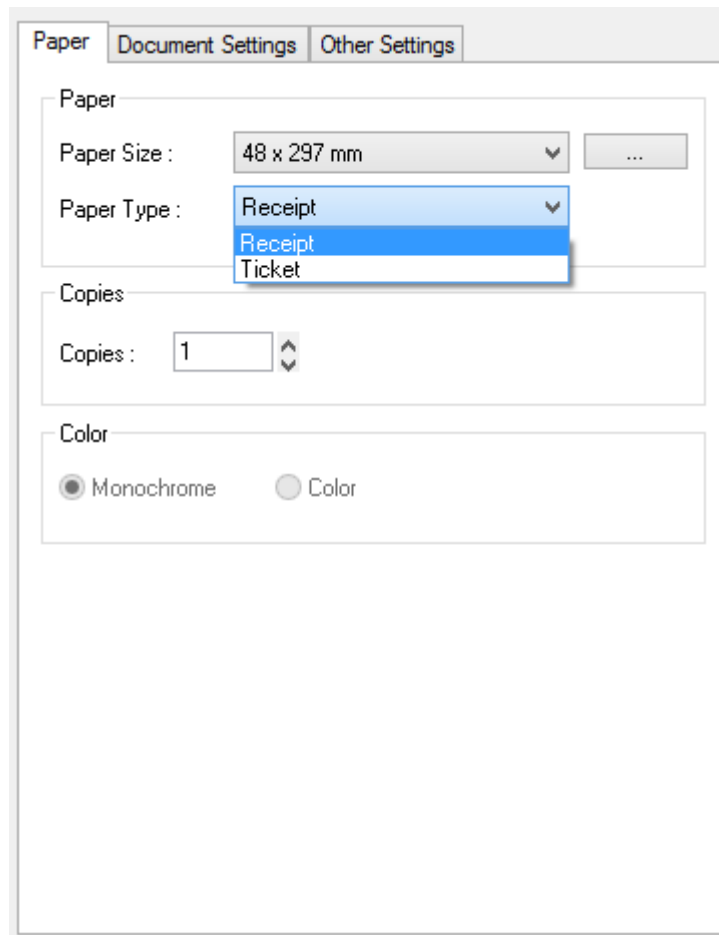 Paper Document Settings Other Settings
Paper
Paper Size : 48 x 297 mm ...
Paper Type : Receipt
Receipt
Ticket
Copies
Copies : 1
Color
Monochrome Color